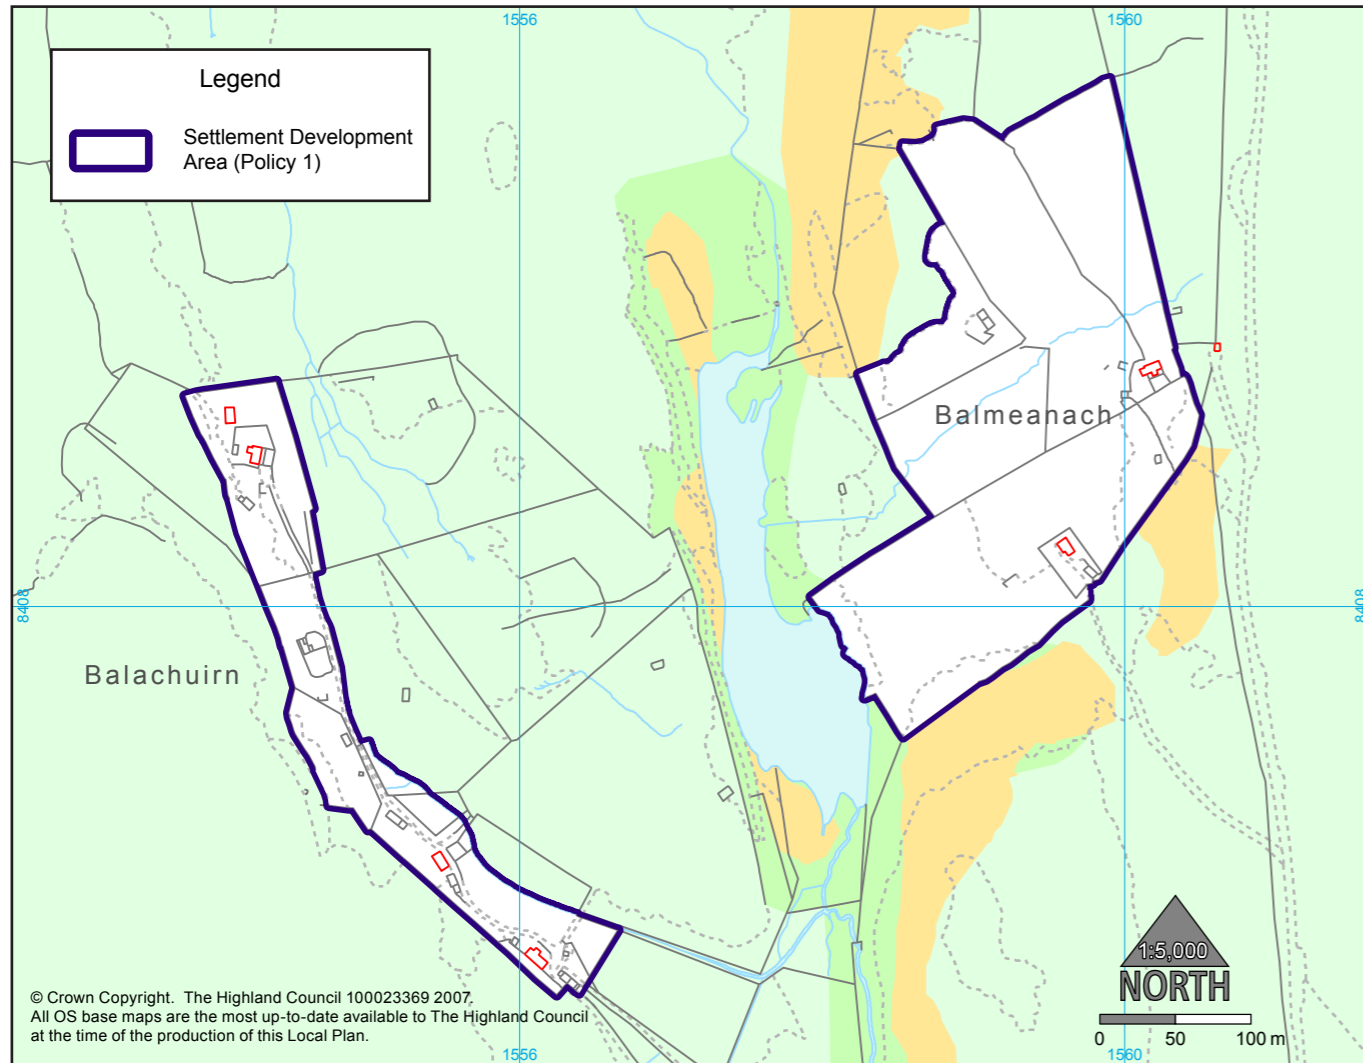 1556
1560
Legend
Settlement Development
Area (Policy 1)
Balmeanach
8408
8408
Balachuirn
1:5,000
NORTH
0 50 100 m
© Crown Copyright. The Highland Council 100023369 2007.
All OS base maps are the most up-to-date available to The Highland Council
at the time of the production of this Local Plan.
1556
1560